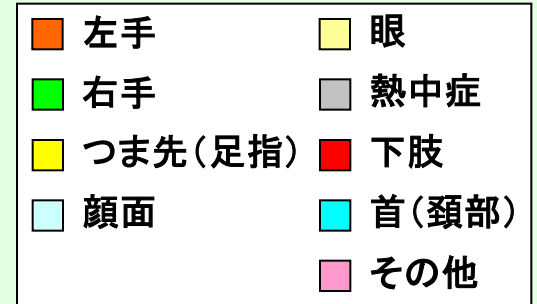 左手
右手
つま先（足指）
顔面
眼
熱中症
下肢
首（頚部）
その他